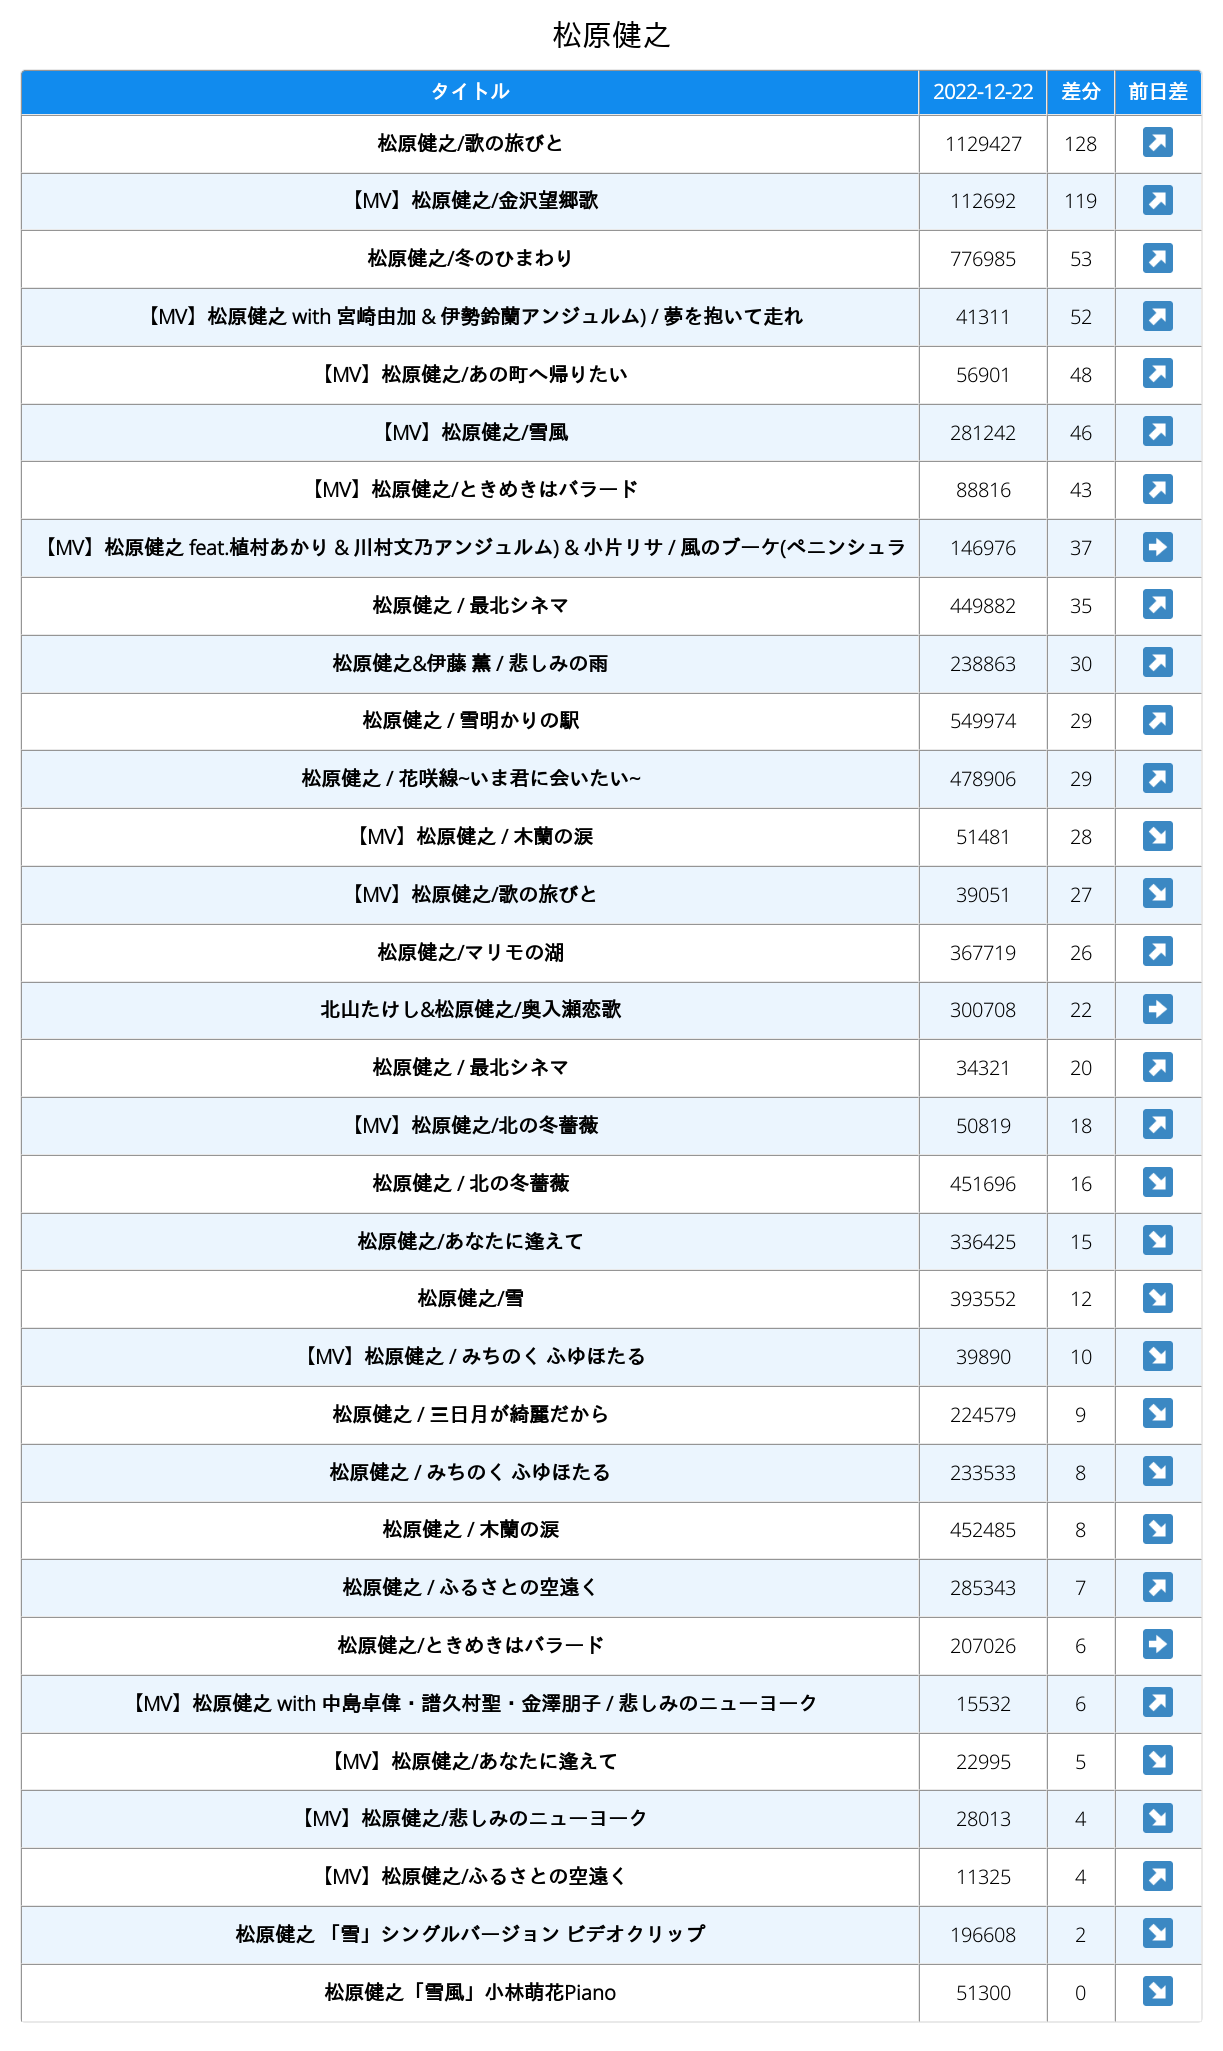 松原健之
タイトル 2022-12-22 差分 前日差
松原健之/歌の旅びと 1129427 128 ↗
【MV】松原健之/金沢望郷歌 112692 119 ↗
松原健之/冬のひまわり 776985 53 ↗
【MV】松原健之 with 宮崎由加 & 伊勢鈴蘭アンジュルム) / 夢を抱いて走れ 41311 52 ↗
【MV】松原健之/あの町へ帰りたい 56901 48 ↗
【MV】松原健之/雪風 281242 46 ↗
【MV】松原健之/ときめきはバラード 88816 43 ↗
【MV】松原健之 feat.植村あかり & 川村文乃アンジュルム) & 小片リサ / 風のブーケ(ペニンシュラ 146976 37 ➡
松原健之 / 最北シネマ 449882 35 ↗
松原健之&伊藤 薫 / 悲しみの雨 238863 30 ↗
松原健之 / 雪明かりの駅 549974 29 ↗
松原健之 / 花咲線~いま君に会いたい~ 478906 29 ↗
【MV】松原健之 / 木蘭の涙 51481 28 ↘
【MV】松原健之/歌の旅びと 39051 27 ↘
松原健之/マリモの湖 367719 26 ↗
北山たけし&松原健之/奥入瀬恋歌 300708 22 ➡
松原健之 / 最北シネマ 34321 20 ↗
【MV】松原健之/北の冬薔薇 50819 18 ↗
松原健之 / 北の冬薔薇 451696 16 ↘
松原健之/あなたに逢えて 336425 15 ↘
松原健之/雪 393552 12 ↘
【MV】松原健之 / みちのく ふゆほたる 39890 10 ↘
松原健之 / 三日月が綺麗だから 224579 9 ↘
松原健之 / みちのく ふゆほたる 233533 8 ↘
松原健之 / 木蘭の涙 452485 8 ↘
松原健之 / ふるさとの空遠く 285343 7 ↗
松原健之/ときめきはバラード 207026 6 ➡
【MV】松原健之 with 中島卓偉・譜久村聖・金澤朋子 / 悲しみのニューヨーク 15532 6 ↗
【MV】松原健之/あなたに逢えて 22995 5 ↘
【MV】松原健之/悲しみのニューヨーク 28013 4 ↘
【MV】松原健之/ふるさとの空遠く 11325 4 ↗
松原健之 「雪」シングルバージョン ビデオクリップ 196608 2 ↘
松原健之「雪風」小林萌花Piano 51300 0 ↘